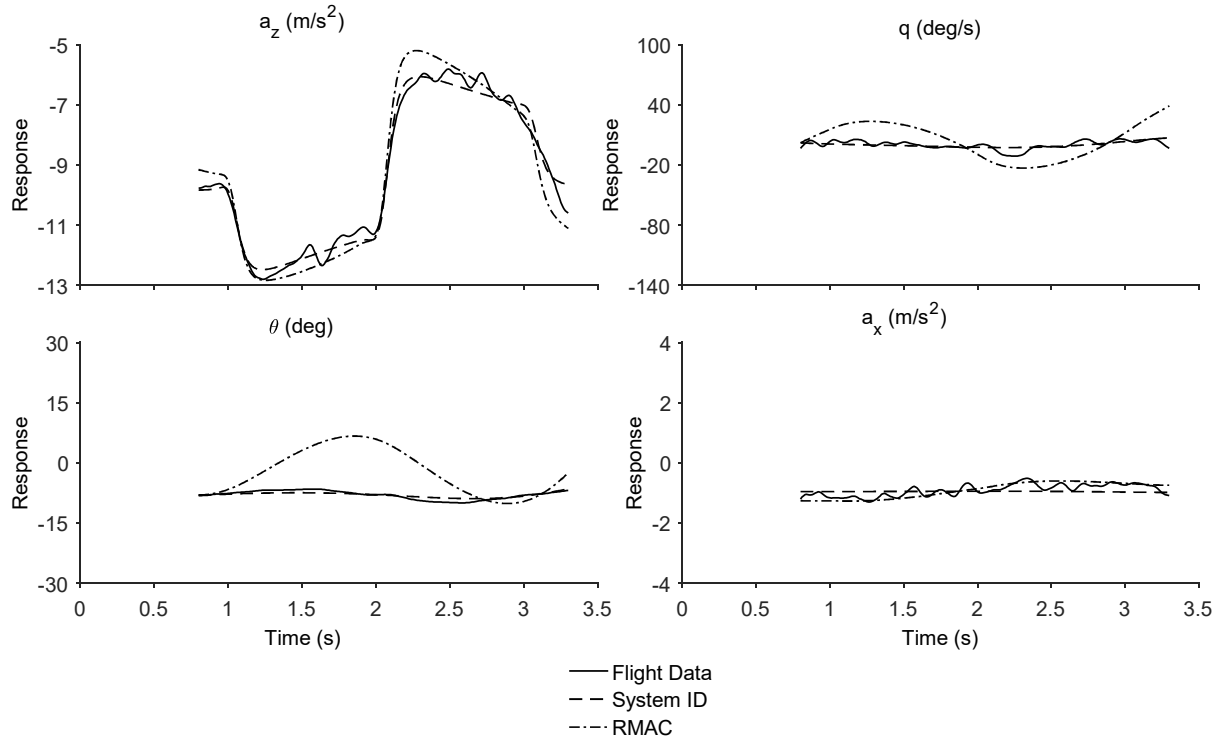 a_z (m/s²)
Response
-5
-7
-9
-11
-13
q (deg/s)
Response
100
40
-20
-80
-140
θ (deg)
Response
30
15
0
-15
-30
0 0.5 1 1.5 2 2.5 3 3.5
Time (s)
a_x (m/s²)
Response
4
2
0
-2
-4
0 0.5 1 1.5 2 2.5 3 3.5
Time (s)
Flight Data
System ID
RMAC